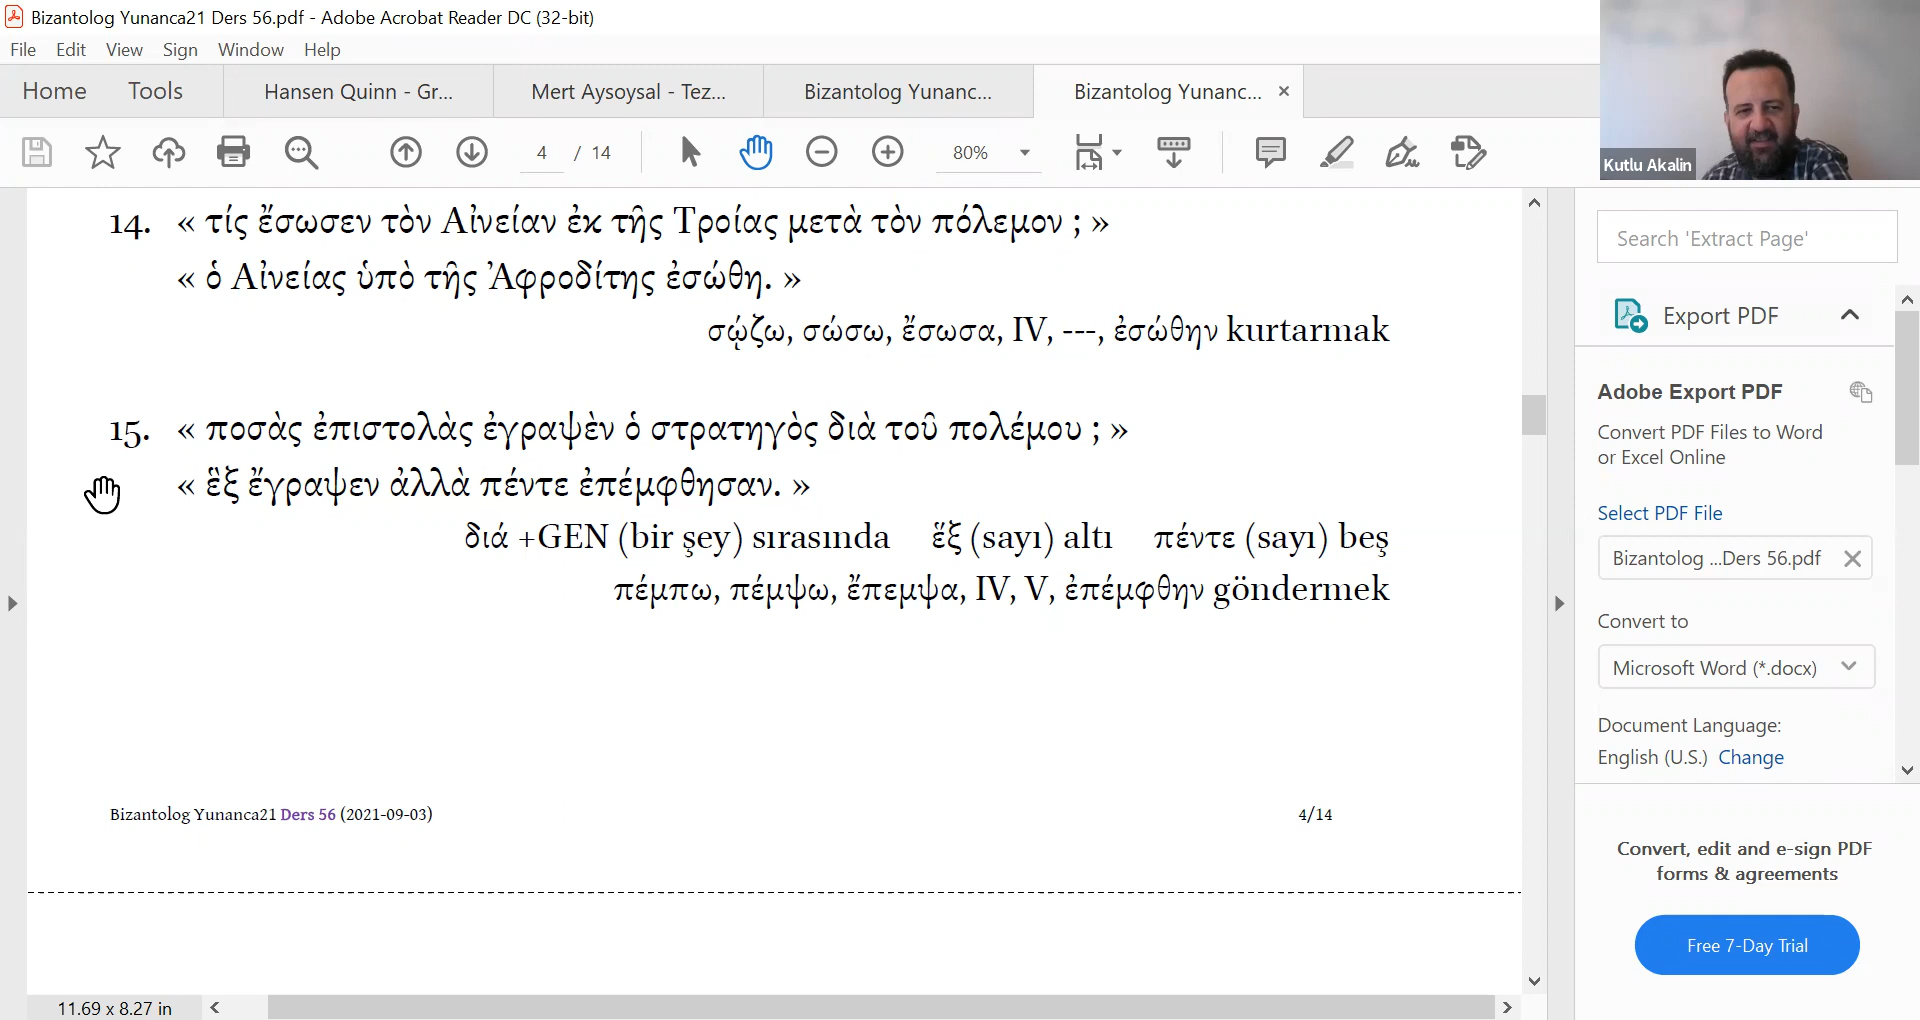 Bizantolog Yunanca21 Ders 56.pdf - Adobe Acrobat Reader DC (32-bit)
File Edit View Sign Window Help
Home Tools Hansen Quinn - Gr... Mert Aysoysal - Tez... Bizantolog Yunanc... Bizantolog Yunanc... ×
4 / 14 80%
Kutlu Akalin
14. « τίς ἔσωσεν τὸν Αἰνείαν ἐκ τῆς Τροίας μετὰ τὸν πόλεμον ; »
« ὁ Αἰνείας ὑπὸ τῆς Ἀφροδίτης ἐσώθη. »
σῴζω, σώσω, ἔσωσα, IV, ---, ἐσώθην kurtarmak
15. « ποσὰς ἐπιστολὰς ἐγραψὲν ὁ στρατηγὸς διὰ τοῦ πολέμου ; »
« ἓξ ἔγραψεν ἀλλὰ πέντε ἐπέμφθησαν. »
διά +GEN (bir şey) sırasında ἕξ (sayı) altı πέντε (sayı) beş
πέμπω, πέμψω, ἔπεμψα, IV, V, ἐπέμφθην göndermek
Bizantolog Yunanca21 Ders 56 (2021-09-03) 4/14
11.69 x 8.27 in
Search 'Extract Page'
Export PDF
Adobe Export PDF
Convert PDF Files to Word
or Excel Online
Select PDF File
Bizantolog ...Ders 56.pdf
Convert to
Microsoft Word (*.docx)
Document Language:
English (U.S.) Change
Convert, edit and e-sign PDF
forms & agreements
Free 7-Day Trial